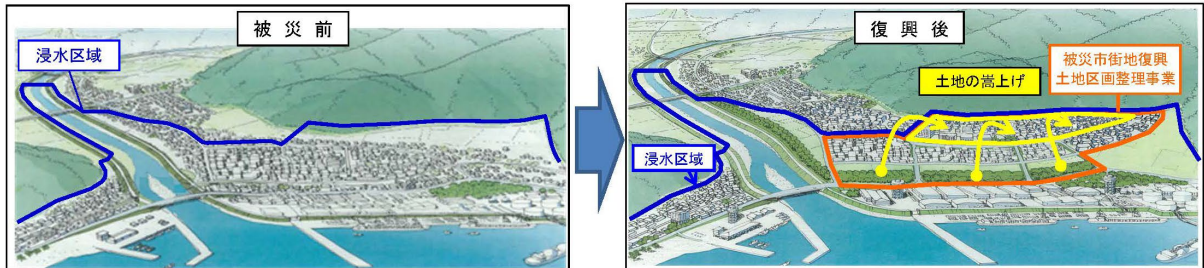 被災前
浸水区域
復興後
土地の嵩上げ
被災市街地復興
土地区画整理事業
浸水区域